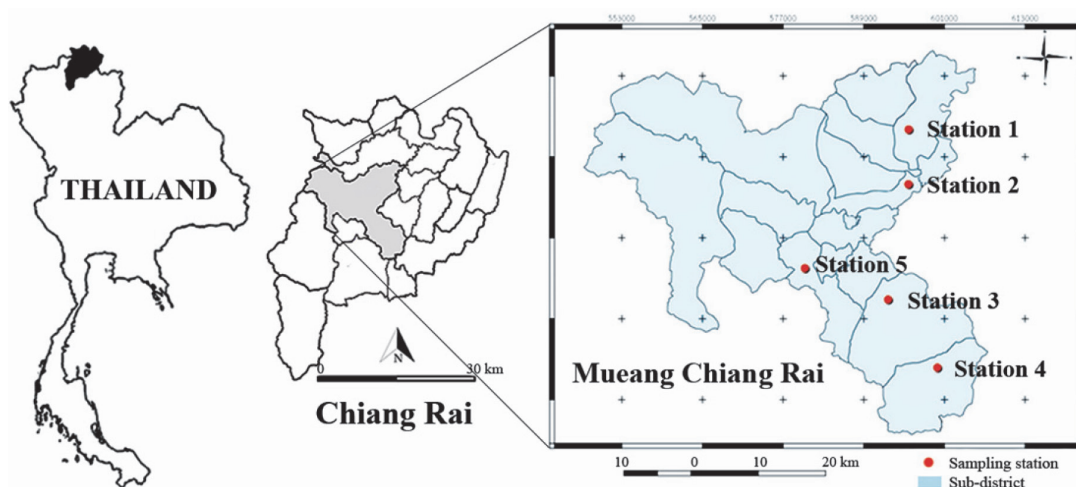 553000 565000 577000 589000 601000 613000
THAILAND
Station 1
Station 2
Station 5
Station 3
Station 4
Mueang Chiang Rai
N
0 30 km
Chiang Rai
10 0 10 20 km
Sampling station
Sub-district